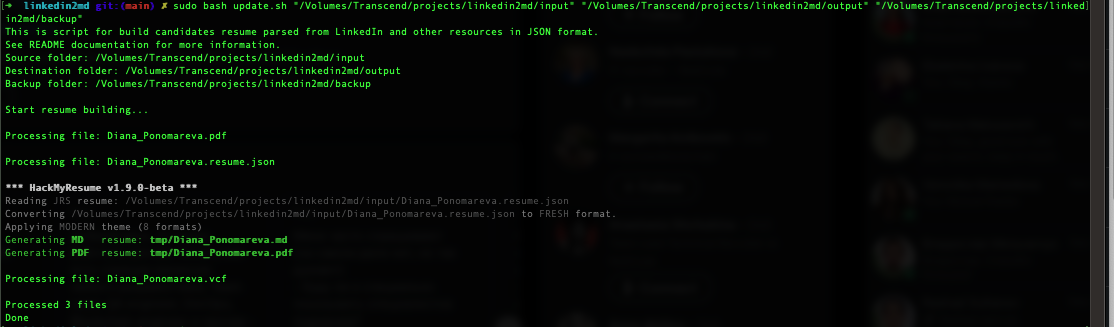 [➜  linkedin2md git:(main) ✗ sudo bash update.sh "/Volumes/Transcend/projects/linkedin2md/input" "/Volumes/Transcend/projects/linkedin2md/output" "/Volumes/Transcend/projects/linked]
in2md/backup"
This is script for build candidates resume parsed from LinkedIn and other resources in JSON format.
See README documentation for more information.
Source folder: /Volumes/Transcend/projects/linkedin2md/input
Destination folder: /Volumes/Transcend/projects/linkedin2md/output
Backup folder: /Volumes/Transcend/projects/linkedin2md/backup
Start resume building...
Processing file: Diana_Ponomareva.pdf
Processing file: Diana_Ponomareva.resume.json
*** HackMyResume v1.9.0-beta ***
Reading JRS resume: /Volumes/Transcend/projects/linkedin2md/input/Diana_Ponomareva.resume.json
Converting /Volumes/Transcend/projects/linkedin2md/input/Diana_Ponomareva.resume.json to FRESH format.
Applying MODERN theme (8 formats)
Generating MD  resume: tmp/Diana_Ponomareva.md
Generating PDF  resume: tmp/Diana_Ponomareva.pdf
Processing file: Diana_Ponomareva.vcf
Processed 3 files
Done